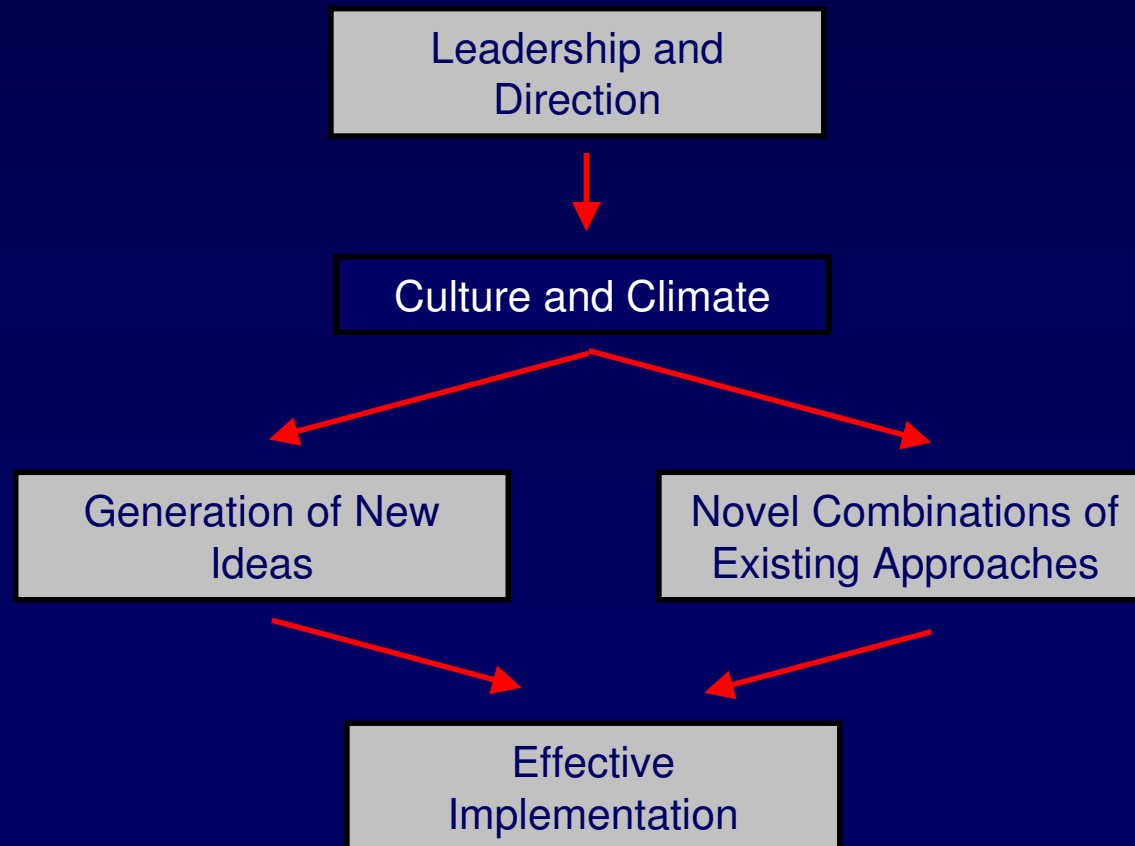 Leadership and
Direction
Culture and Climate
Generation of New
Ideas
Novel Combinations of
Existing Approaches
Effective
Implementation